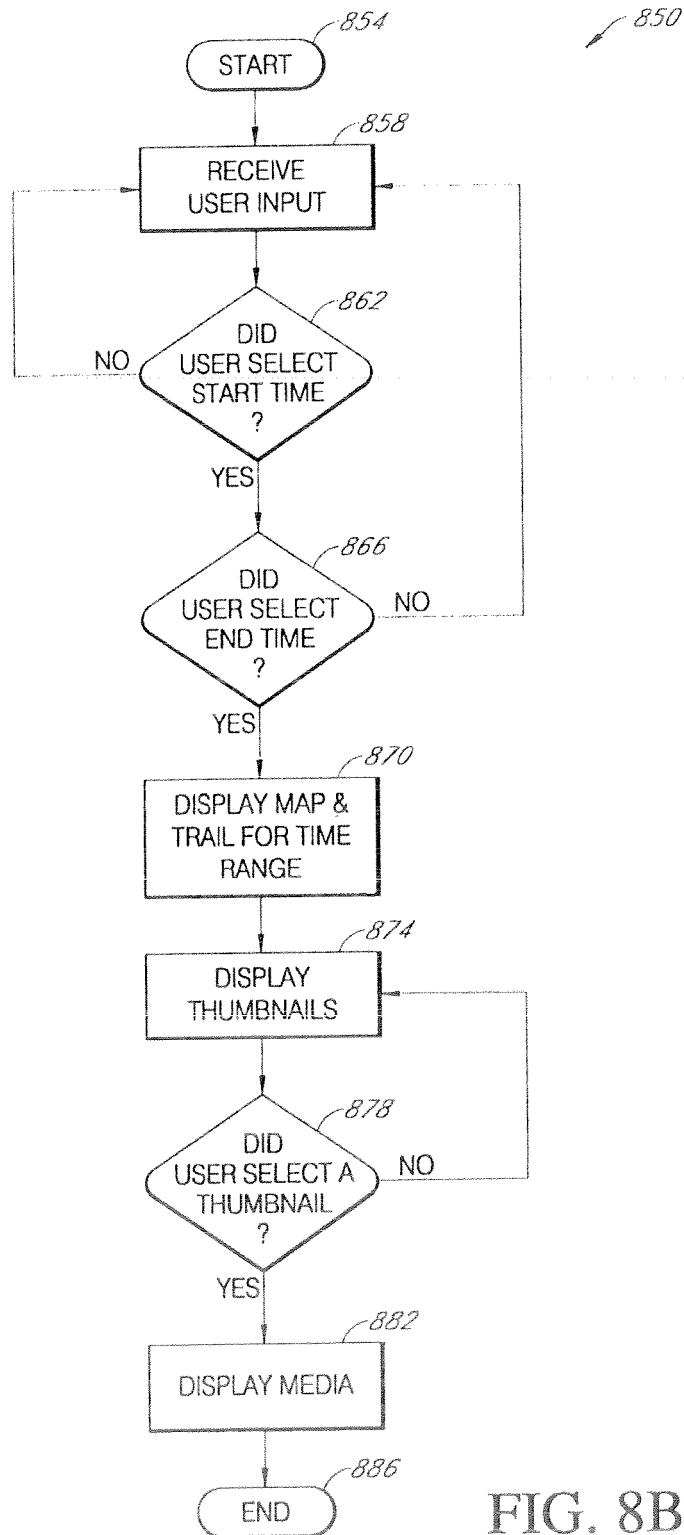 854
850
START
858
RECEIVE
USER INPUT
862
DID
USER SELECT
START TIME
?
NO
YES
866
DID
USER SELECT
END TIME
?
NO
YES
870
DISPLAY MAP &
TRAIL FOR TIME
RANGE
874
DISPLAY
THUMBNAILS
878
DID
USER SELECT A
THUMBNAIL
?
NO
YES
882
DISPLAY MEDIA
886
END
FIG. 8B